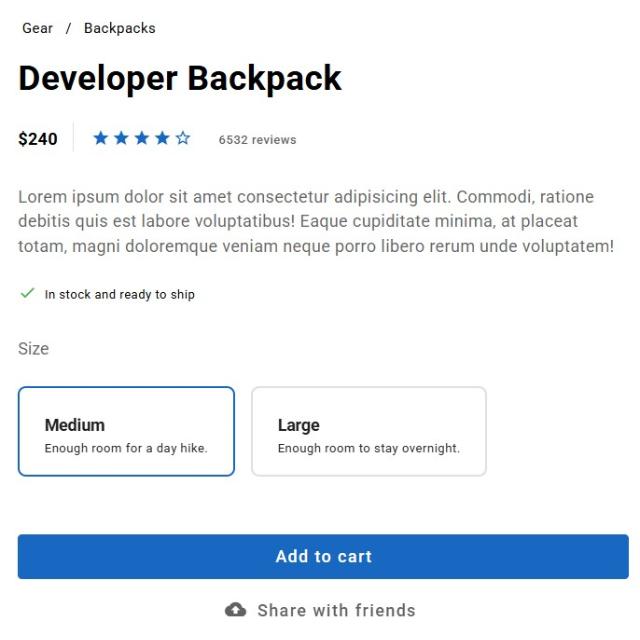 Gear / Backpacks
Developer Backpack
$240 6532 reviews
Lorem ipsum dolor sit amet consectetur adipisicing elit. Commodi, ratione
debitis quis est labore voluptatibus! Eaque cupiditate minima, at placeat
totam, magni doloremque veniam neque porro libero rerum unde voluptatem!
In stock and ready to ship
Size
Medium
Enough room for a day hike.
Large
Enough room to stay overnight.
Add to cart
Share with friends